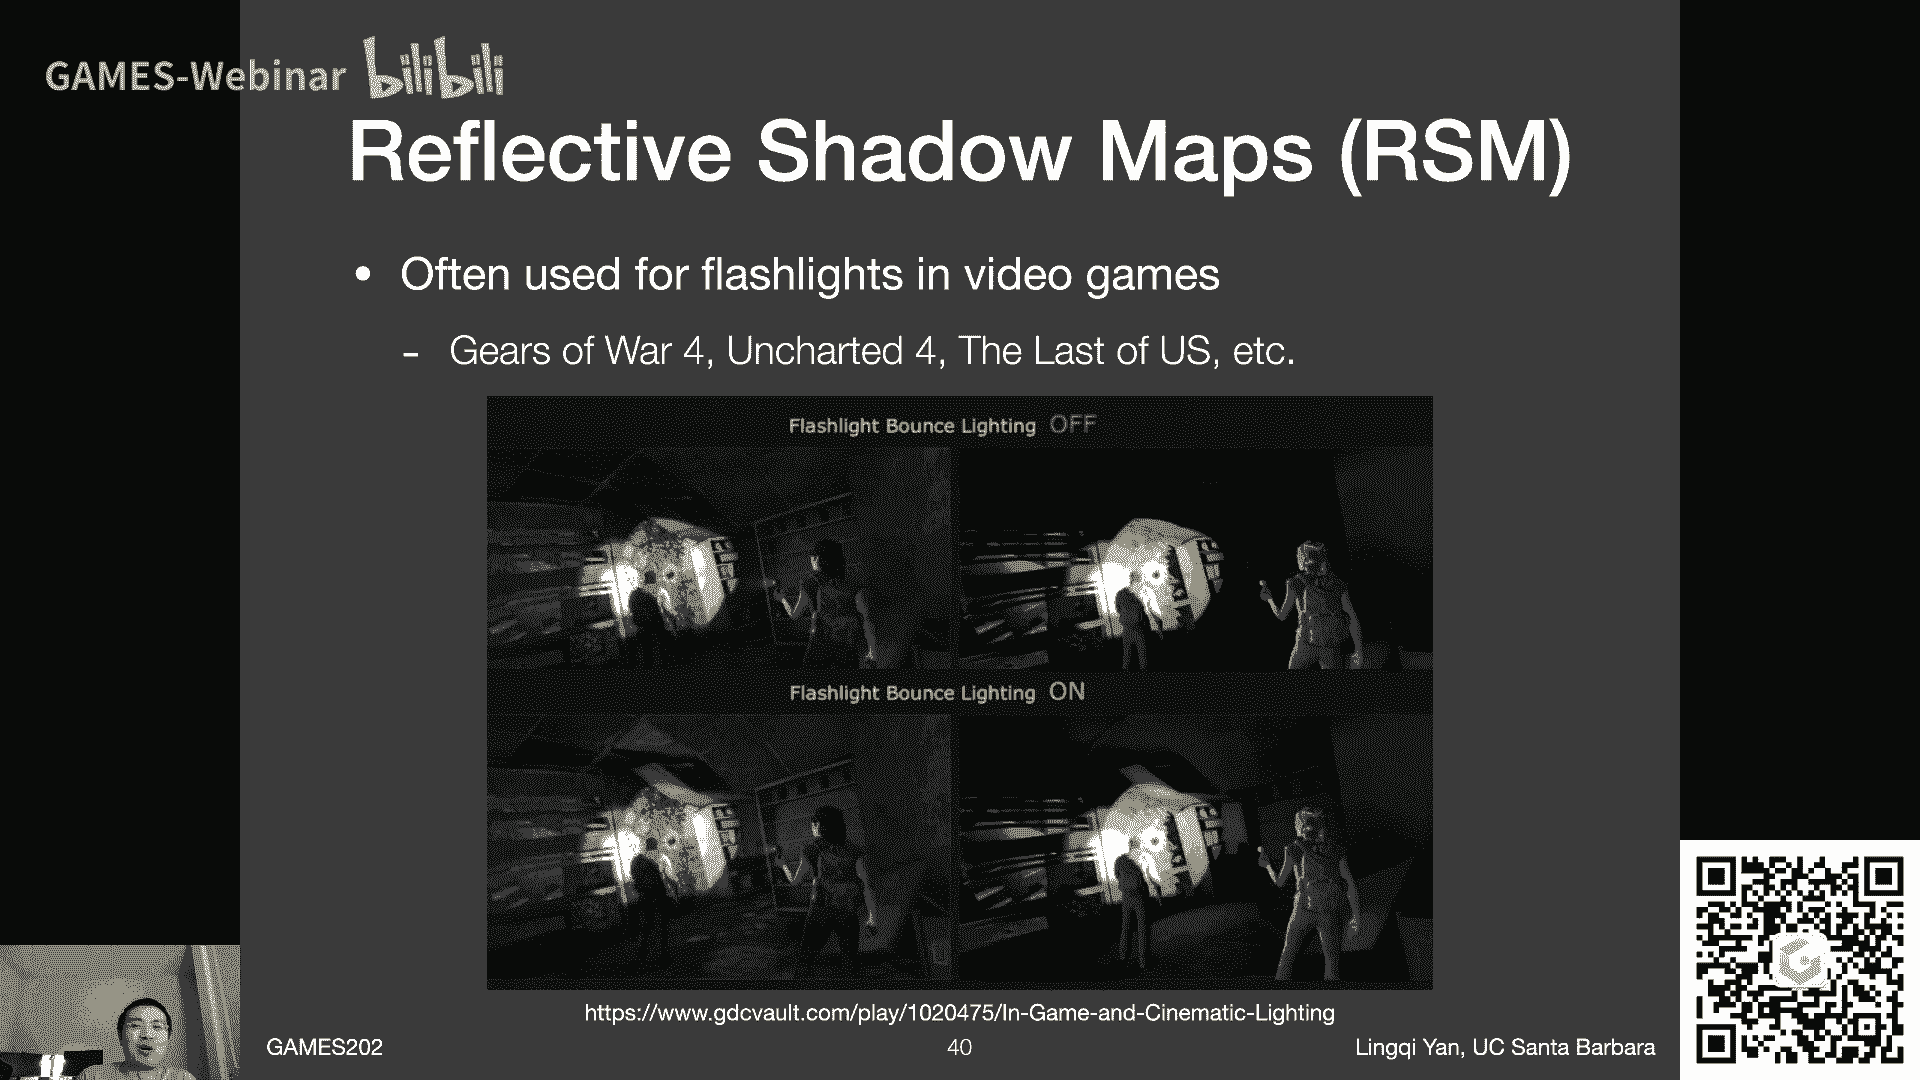 GAMES-Webinar bilibili
Reflective Shadow Maps (RSM)
• Often used for flashlights in video games
- Gears of War 4, Uncharted 4, The Last of US, etc.
Flashlight Bounce Lighting OFF
Flashlight Bounce Lighting ON
https://www.gdcvault.com/play/1020475/In-Game-and-Cinematic-Lighting
GAMES202
40
Lingqi Yan, UC Santa Barbara